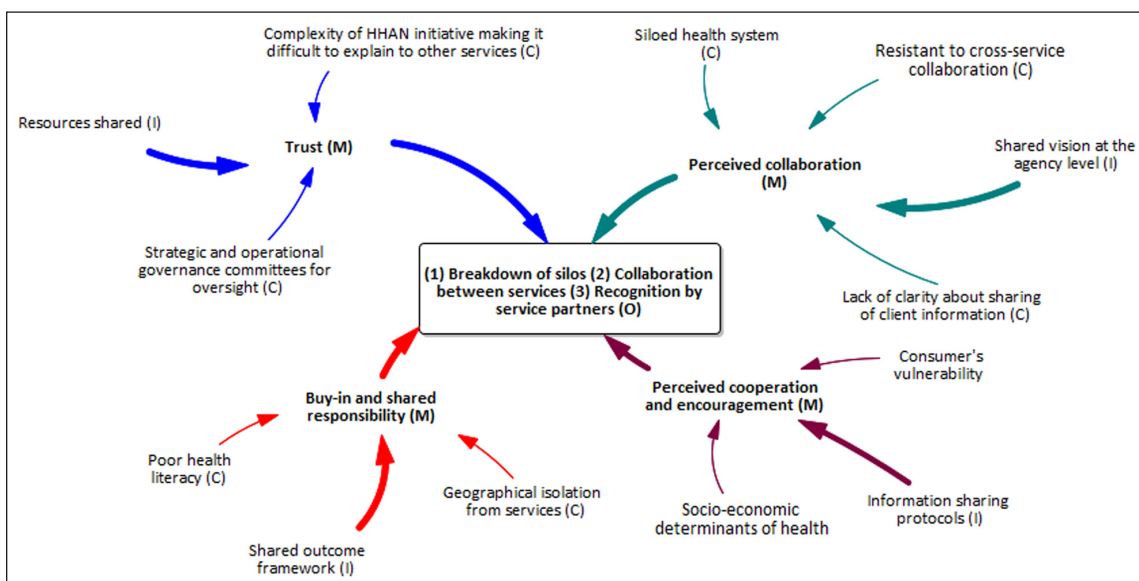 Complexity of HHAN initiative making it
difficult to explain to other services (C)
Siloed health system
(C)
Resistant to cross-service
collaboration (C)
Resources shared (I)
Trust (M)
Perceived collaboration
(M)
Shared vision at the
agency level (I)
Strategic and operational
governance committees for
oversight (C)
(1) Breakdown of silos (2) Collaboration
between services (3) Recognition by
service partners (O)
Lack of clarity about sharing
of client information (C)
Consumer's
vulnerability
Buy-in and shared
responsibility (M)
Perceived cooperation
and encouragement (M)
Poor health
literacy (C)
Geographical isolation
from services (C)
Socio-economic
determinants of health
Information sharing
protocols (I)
Shared outcome
framework (I)